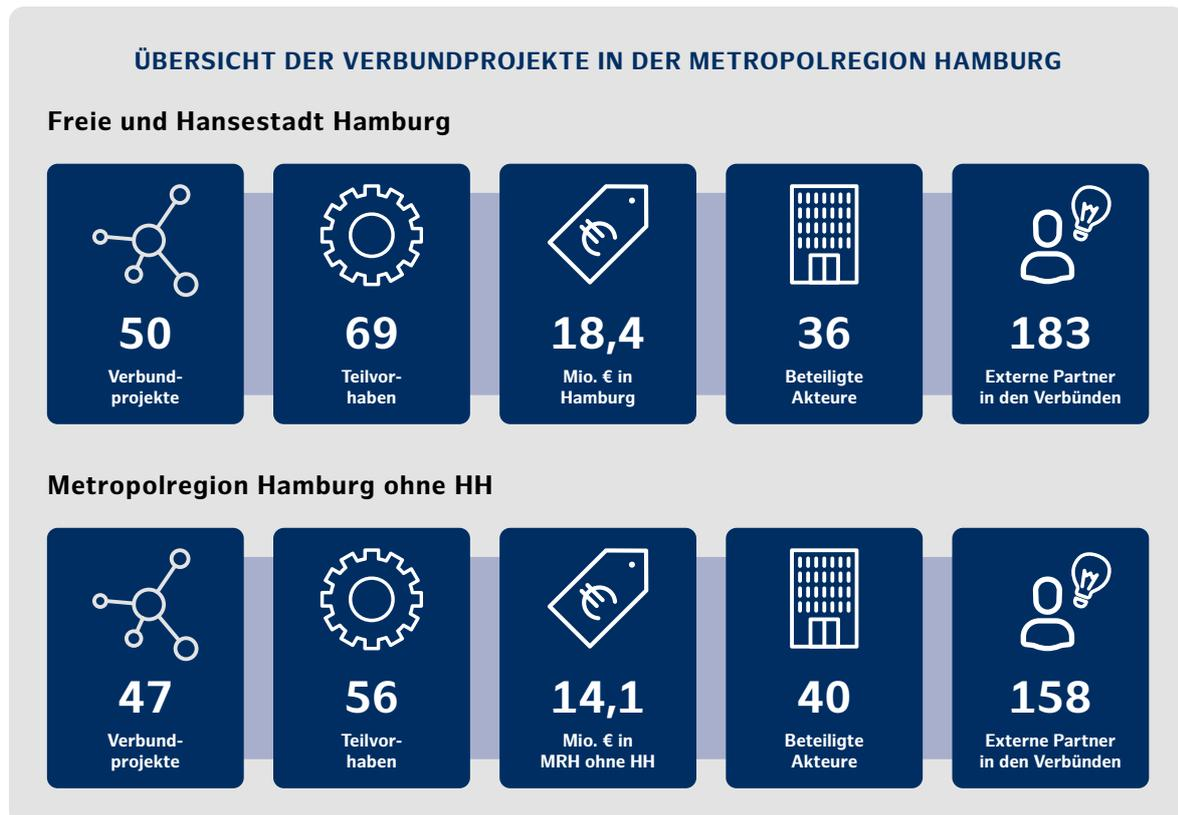 ÜBERSICHT DER VERBUNDPROJEKTE IN DER METROPOLREGION HAMBURG
Freie und Hansestadt Hamburg
50
Verbund-
projekte
69
Teilvor-
haben
18,4
Mio. € in
Hamburg
36
Beteiligte
Akteure
183
Externe Partner
in den Verbünden
Metropolregion Hamburg ohne HH
47
Verbund-
projekte
56
Teilvor-
haben
14,1
Mio. € in
MRH ohne HH
40
Beteiligte
Akteure
158
Externe Partner
in den Verbünden